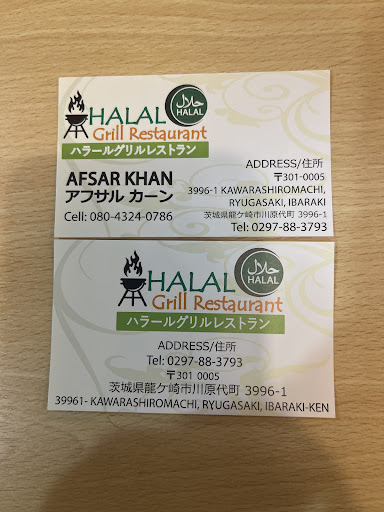 HALAL
حلال
HALAL
Grill Restaurant
ハラールグリルレストラン
AFSAR KHAN
アフサル カーン
Cell: 080-4324-0786
ADDRESS/住所
〒301-0005
3996-1 KAWARASHIROMACHI,
RYUGASAKI, IBARAKI
茨城県龍ケ崎市川原代町 3996-1
Tel: 0297-88-3793
HALAL
حلال
HALAL
Grill Restaurant
ハラールグリルレストラン
ADDRESS/住所
Tel: 0297-88-3793
〒301 0005
茨城県龍ケ崎市川原代町 3996-1
39961- KAWARASHIROMACHI, RYUGASAKI, IBARAKI-KEN